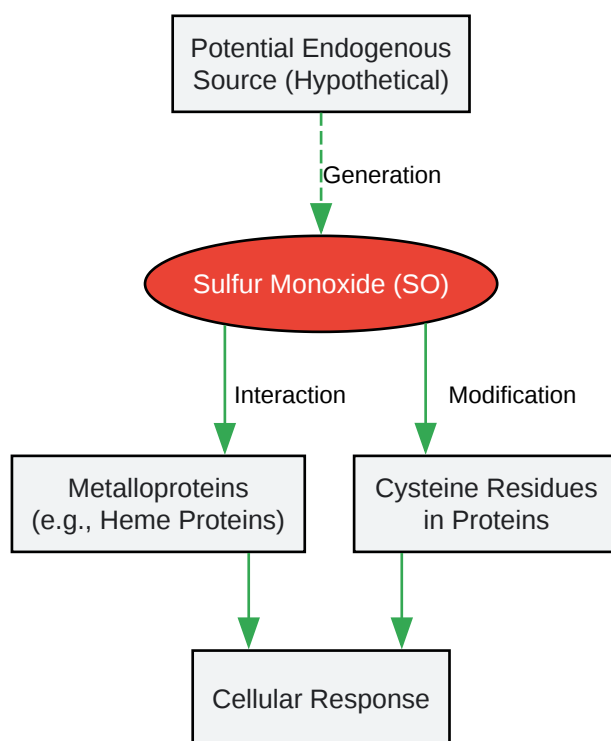 Potential Endogenous
Source (Hypothetical)
Generation
Sulfur Monoxide (SO)
Interaction
Modification
Metalloproteins
(e.g., Heme Proteins)
Cysteine Residues
in Proteins
Cellular Response